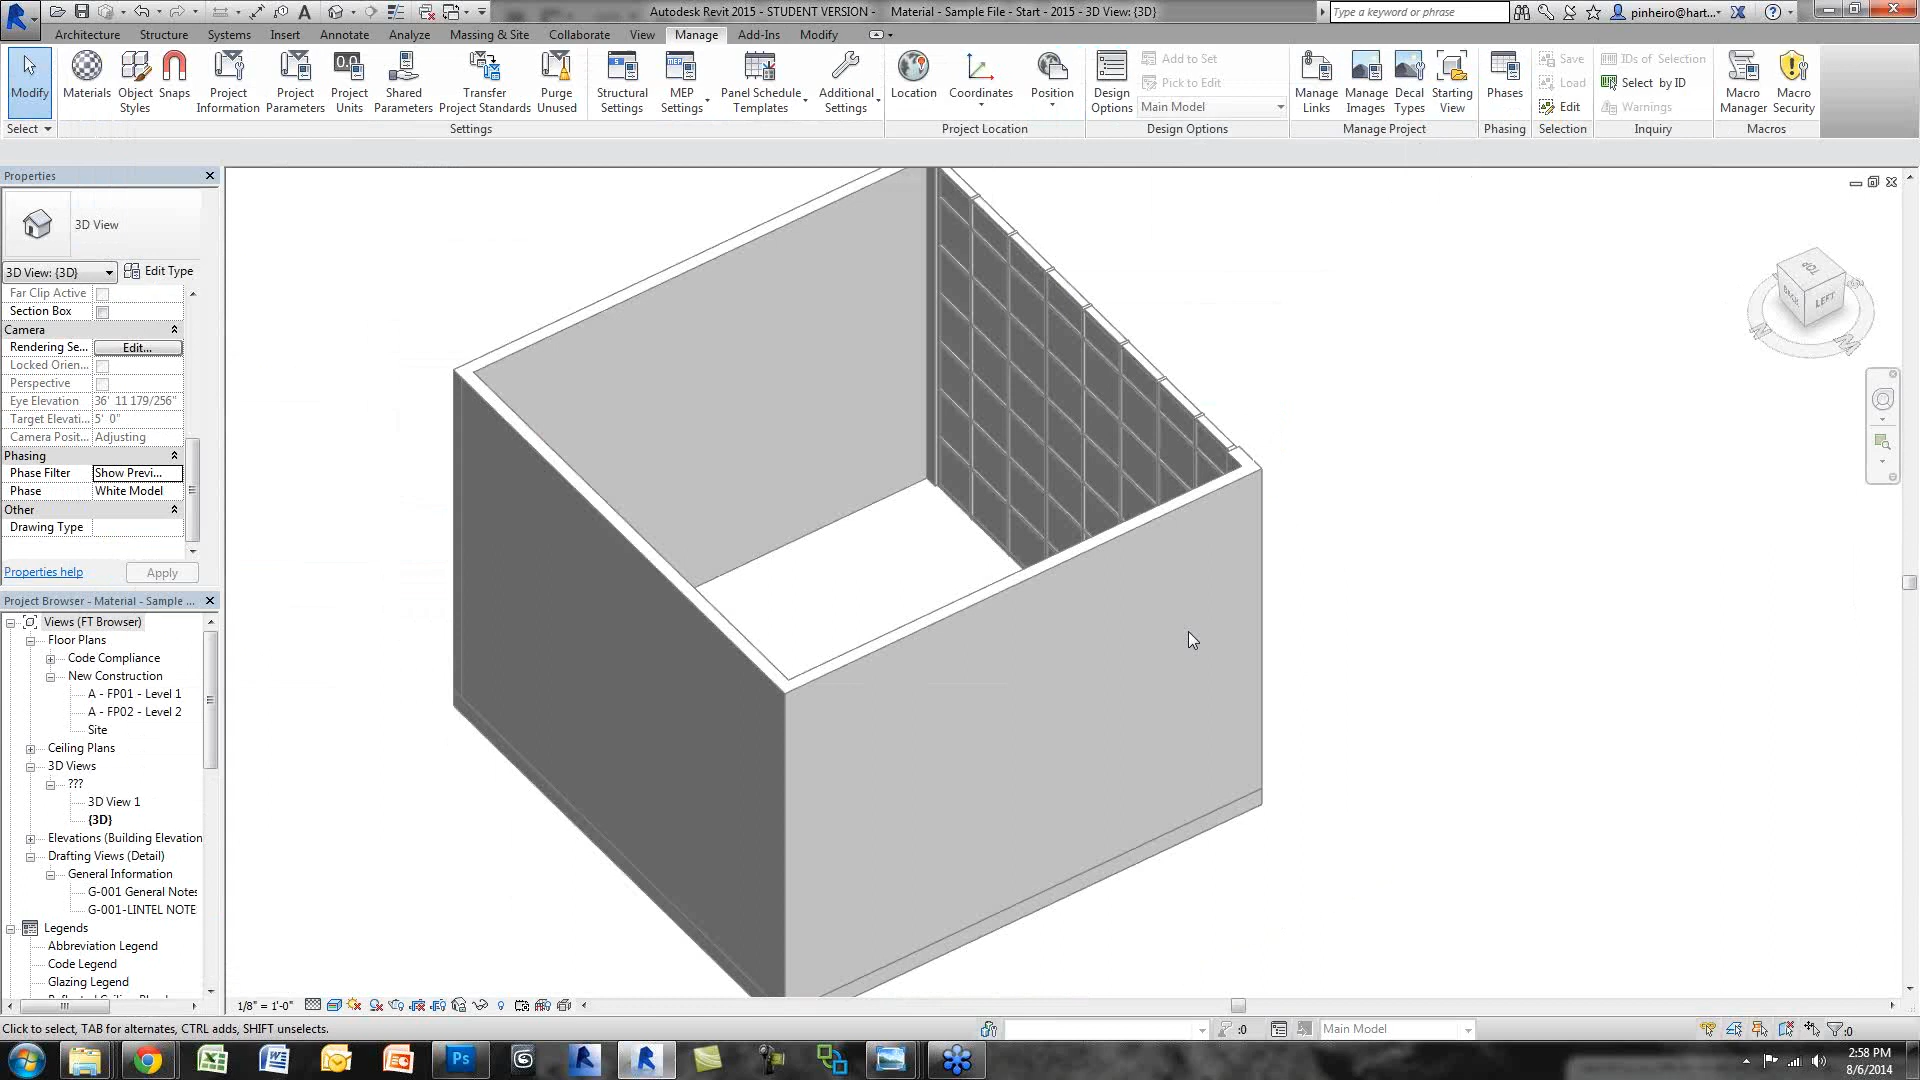 Autodesk Revit 2015 - STUDENT VERSION - Material - Sample File - Start - 2015 - 3D View: {3D}
Type a keyword or phrase
pinheiro@hart...
Architecture Structure Systems Insert Annotate Analyze Massing & Site Collaborate View Manage Add-Ins Modify
Modify
Materials
Object Styles
Snaps
Project Information
Project Parameters
Project Units
Shared Parameters
Transfer Project Standards
Purge Unused
Structural Settings
MEP Settings
Panel Schedule Templates
Additional Settings
Location
Coordinates
Position
Design Options
Add to Set
Pick to Edit
Main Model
Manage Links
Manage Images
Decal Types
Starting View
Phases
Save
Load
Edit
IDs of Selection
Select by ID
Warnings
Macro Manager
Macro Security
Select
Settings
Project Location
Design Options
Manage Project
Phasing
Selection
Inquiry
Macros
Properties
3D View
3D View: {3D}
Edit Type
Far Clip Active
Section Box
Camera
Rendering Se... Edit...
Locked Orien...
Perspective
Eye Elevation 36' 11 179/256"
Target Elevati... 5' 0"
Camera Posit... Adjusting
Phasing
Phase Filter Show Previ...
Phase White Model
Other
Drawing Type
Properties help
Apply
Project Browser - Material - Sample ...
Views (FT Browser)
Floor Plans
Code Compliance
New Construction
A - FP01 - Level 1
A - FP02 - Level 2
Site
Ceiling Plans
3D Views
???
3D View 1
{3D}
Elevations (Building Elevation
Drafting Views (Detail)
General Information
G-001 General Notes
G-001-LINTEL NOTE
Legends
Abbreviation Legend
Code Legend
Glazing Legend
TOP
BACK
LEFT
1/8" = 1'-0"
Click to select, TAB for alternates, CTRL adds, SHIFT unselects.
:0
Main Model
:0
Ps
2:58 PM
8/6/2014